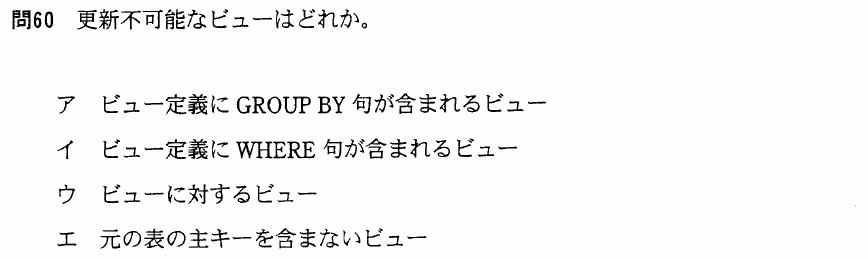 問60 更新不可能なビューはどれか。
ア ビュー定義に GROUP BY 句が含まれるビュー
イ ビュー定義に WHERE 句が含まれるビュー
ウ ビューに対するビュー
エ 元の表の主キーを含まないビュー